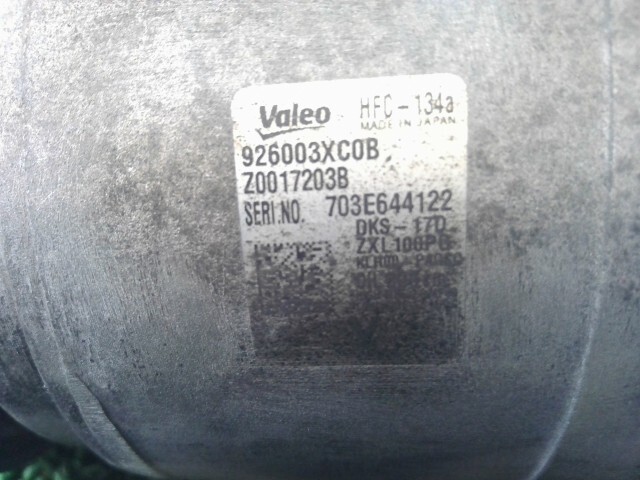 Valeo HFC-134a
MADE IN JAPAN
926003XC0B
Z0017203B
SERI.NO. 703E644122
DKS-17D
ZXL100PG